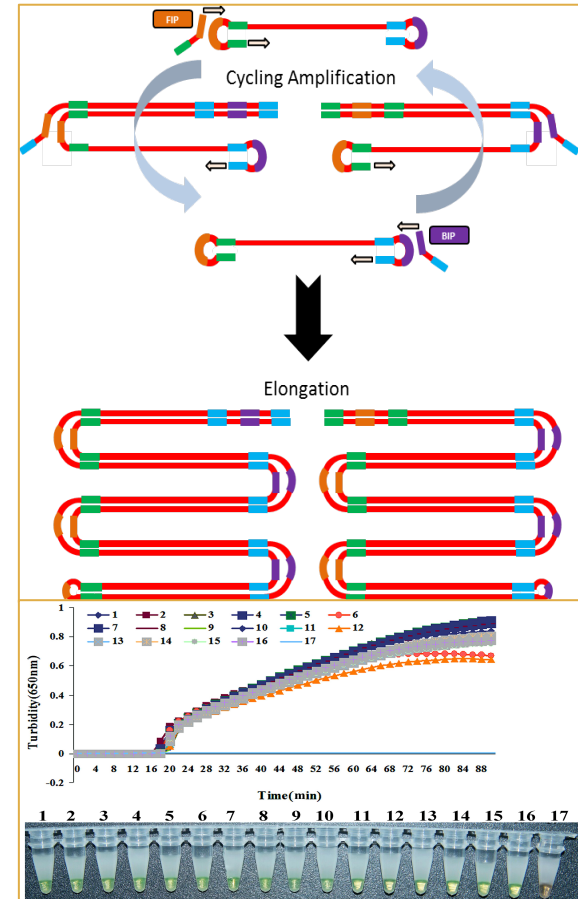 FIP
Cycling Amplification
BIP
Elongation
1 2 3 4 5 6
7 8 9 10 11 12
13 14 15 16 17
Turbidity(650nm)
1
0.8
0.6
0.4
0.2
0
-0.2
0 4 8 12 16 20 24 28 32 36 40 44 48 52 56 60 64 68 72 76 80 84 88
Time(min)
1 2 3 4 5 6 7 8 9 10 11 12 13 14 15 16 17